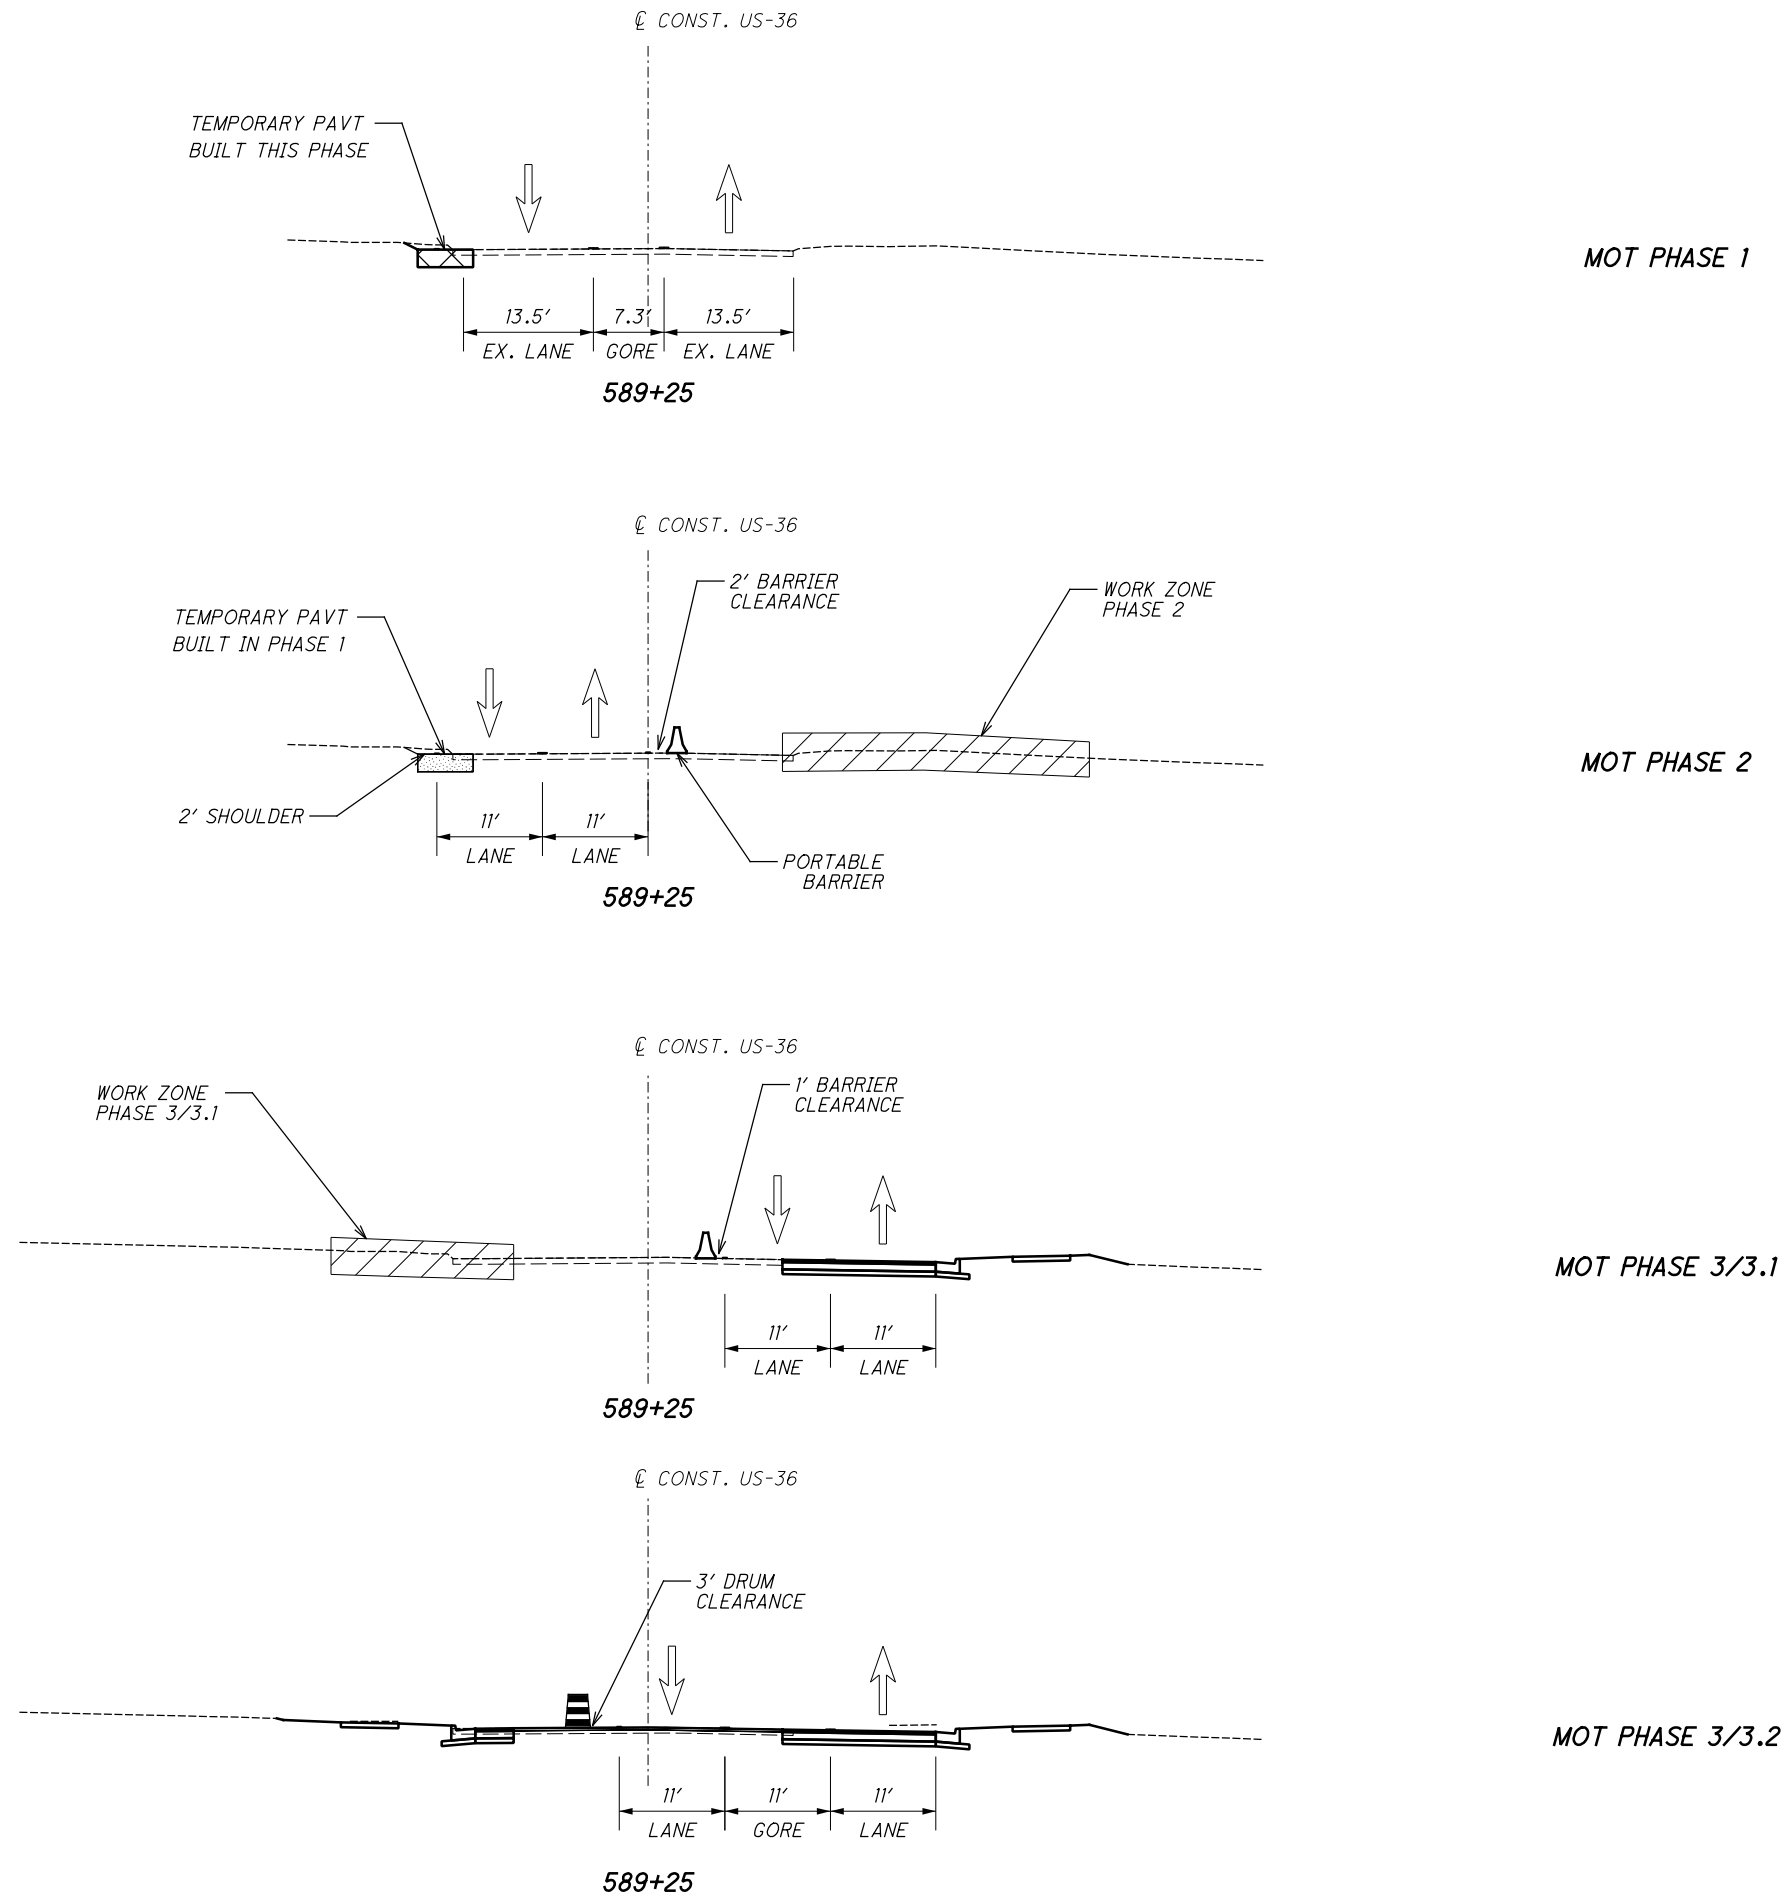 ℄ CONST. US-36
TEMPORARY PAVT
BUILT THIS PHASE
MOT PHASE 1
13.5' 7.3' 13.5'
EX. LANE GORE EX. LANE
589+25
℄ CONST. US-36
2' BARRIER
CLEARANCE
WORK ZONE
PHASE 2
TEMPORARY PAVT
BUILT IN PHASE 1
MOT PHASE 2
2' SHOULDER
11' 11'
LANE LANE
PORTABLE
BARRIER
589+25
℄ CONST. US-36
WORK ZONE
PHASE 3/3.1
1' BARRIER
CLEARANCE
MOT PHASE 3/3.1
11' 11'
LANE LANE
589+25
℄ CONST. US-36
3' DRUM
CLEARANCE
MOT PHASE 3/3.2
11' 11' 11'
LANE GORE LANE
589+25